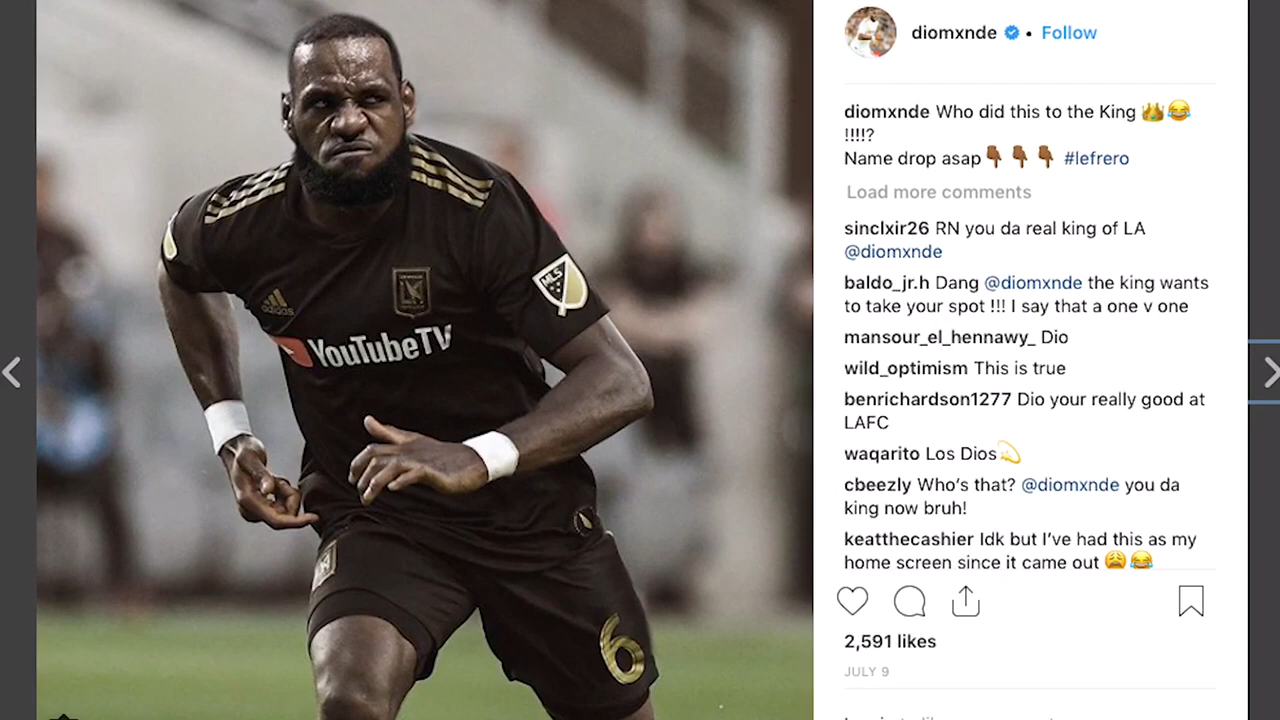 diomxnde • Follow
diomxnde Who did this to the King 👑😂
!!!!?
Name drop asap👇🏾👇🏾👇🏾 #lefrero
Load more comments
sinclxir26 RN you da real king of LA
@diomxnde
baldo_jr.h Dang @diomxnde the king wants
to take your spot !!! I say that a one v one
mansour_el_hennawy_ Dio
wild_optimism This is true
benrichardson1277 Dio your really good at
LAFC
waqarito Los Dios💫
cbeezly Who's that? @diomxnde you da
king now bruh!
keatthecashier Idk but I've had this as my
home screen since it came out 😩😂
2,591 likes
JULY 9
adidas
MLS
YouTubeTV
6